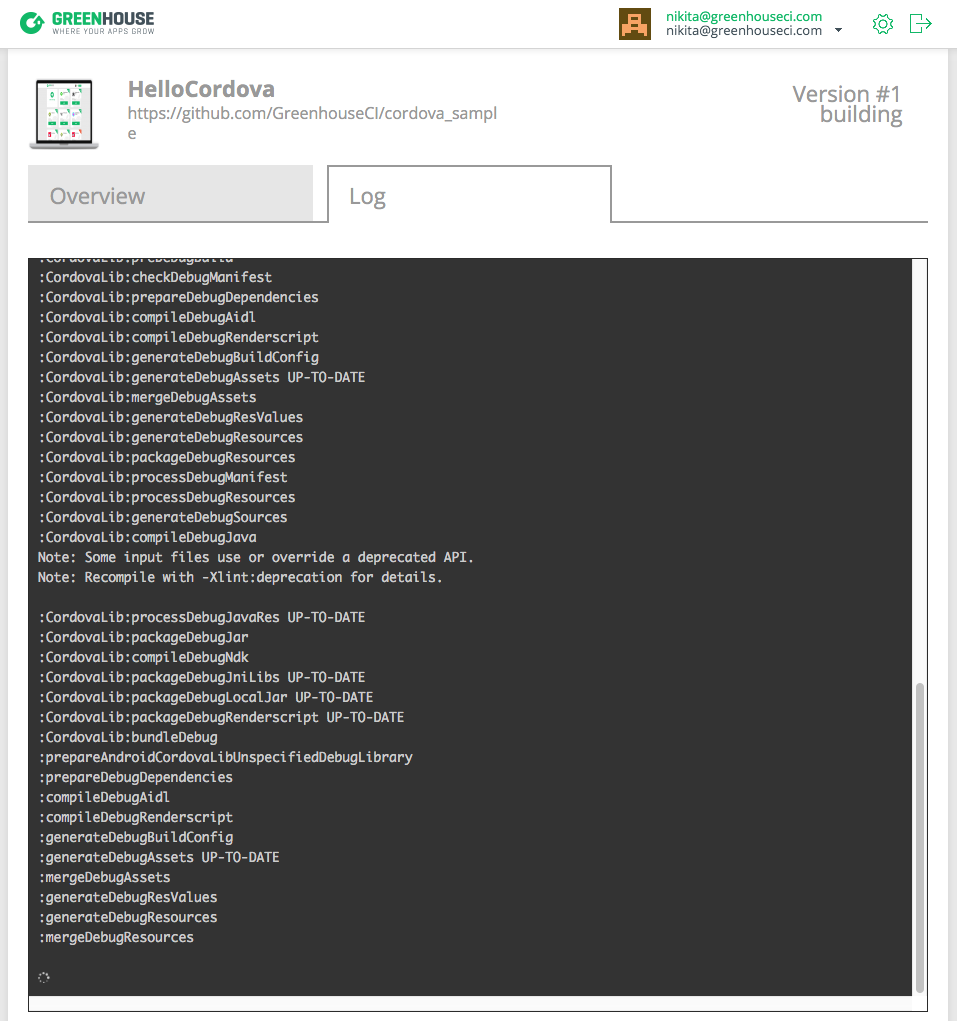 GREENHOUSE
WHERE YOUR APPS GROW
nikita@greenhouseci.com
nikita@greenhouseci.com
HelloCordova
https://github.com/GreenhouseCI/cordova_sampl
e
Version #1
building
Overview
Log
:CordovaLib:preDebugBuild
:CordovaLib:checkDebugManifest
:CordovaLib:prepareDebugDependencies
:CordovaLib:compileDebugAidl
:CordovaLib:compileDebugRenderscript
:CordovaLib:generateDebugBuildConfig
:CordovaLib:generateDebugAssets UP-TO-DATE
:CordovaLib:mergeDebugAssets
:CordovaLib:generateDebugResValues
:CordovaLib:generateDebugResources
:CordovaLib:packageDebugResources
:CordovaLib:processDebugManifest
:CordovaLib:processDebugResources
:CordovaLib:generateDebugSources
:CordovaLib:compileDebugJava
Note: Some input files use or override a deprecated API.
Note: Recompile with -Xlint:deprecation for details.
:CordovaLib:processDebugJavaRes UP-TO-DATE
:CordovaLib:packageDebugJar
:CordovaLib:compileDebugNdk
:CordovaLib:packageDebugJniLibs UP-TO-DATE
:CordovaLib:packageDebugLocalJar UP-TO-DATE
:CordovaLib:packageDebugRenderscript UP-TO-DATE
:CordovaLib:bundleDebug
:prepareAndroidCordovaLibUnspecifiedDebugLibrary
:prepareDebugDependencies
:compileDebugAidl
:compileDebugRenderscript
:generateDebugBuildConfig
:generateDebugAssets UP-TO-DATE
:mergeDebugAssets
:generateDebugResValues
:generateDebugResources
:mergeDebugResources